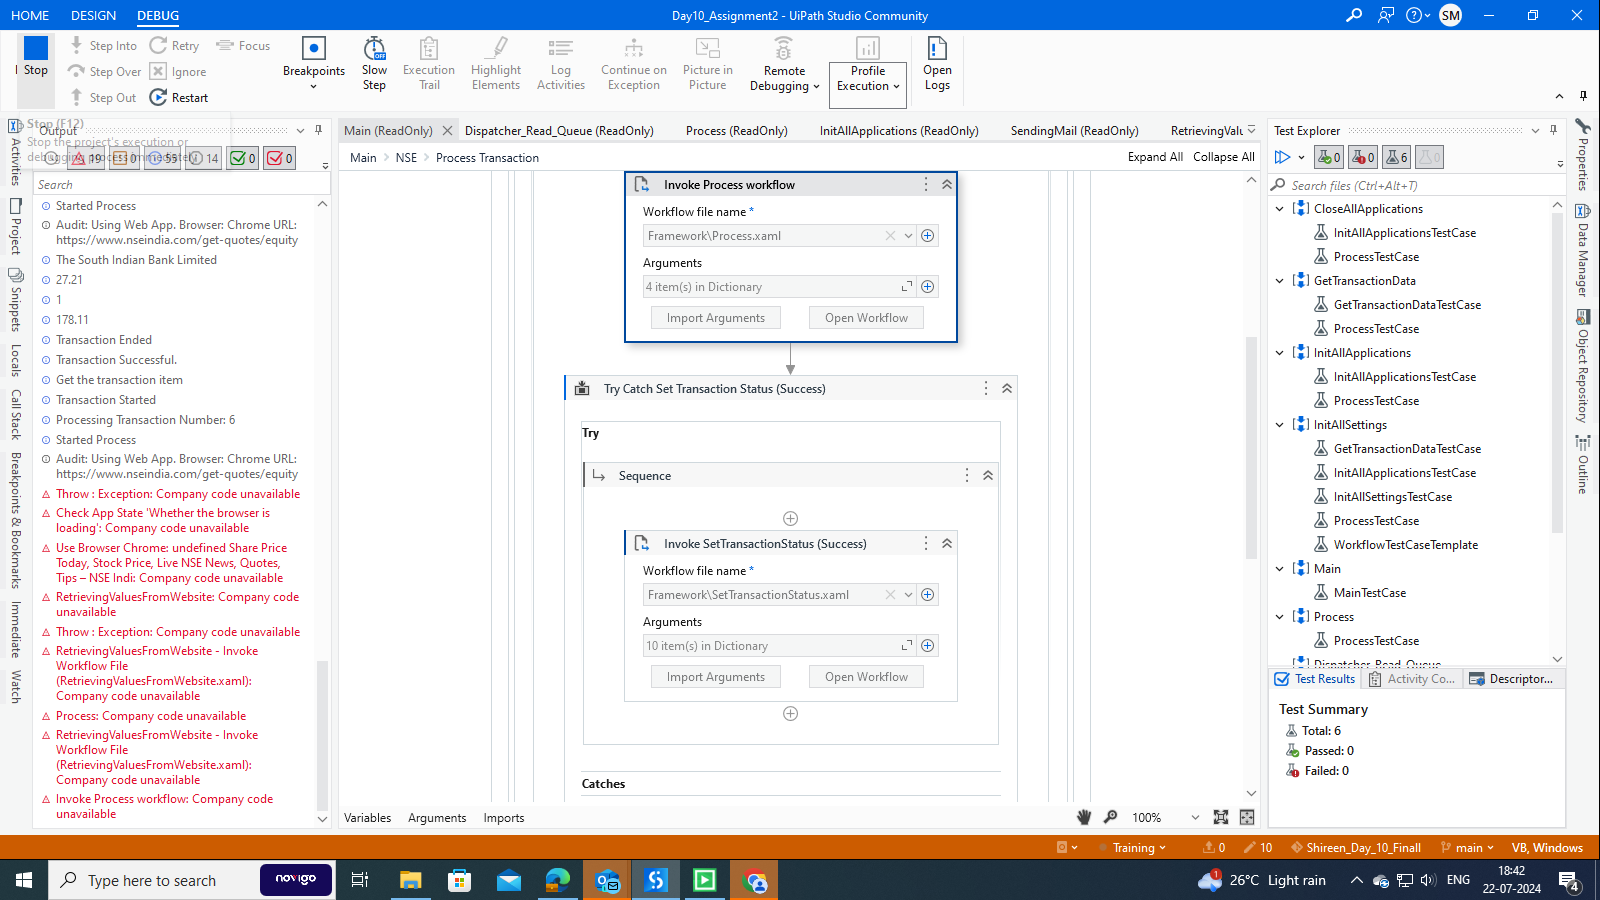 HOME DESIGN DEBUG
Day10_Assignment2 - UiPath Studio Community
SM
Stop
Step Into
Step Over
Step Out
Retry
Ignore
Restart
Focus
Breakpoints
Slow
Step
Execution
Trail
Highlight
Elements
Log
Activities
Continue on
Exception
Picture in
Picture
Remote
Debugging
Profile
Execution
Open
Logs
Stop (F12)
Stop the project's execution or
debugging process immediately.
Output
19 0 55 14 0 0
Search
Activities
Project
Snippets
Locals
Call Stack
Breakpoints & Bookmarks
Immediate
Watch
Started Process
Audit: Using Web App. Browser: Chrome URL:
https://www.nseindia.com/get-quotes/equity
The South Indian Bank Limited
27.21
1
178.11
Transaction Ended
Transaction Successful.
Get the transaction item
Transaction Started
Processing Transaction Number: 6
Started Process
Audit: Using Web App. Browser: Chrome URL:
https://www.nseindia.com/get-quotes/equity
Throw : Exception: Company code unavailable
Check App State 'Whether the browser is
loading': Company code unavailable
Use Browser Chrome: undefined Share Price
Today, Stock Price, Live NSE News, Quotes,
Tips – NSE Indi: Company code unavailable
RetrievingValuesFromWebsite: Company code
unavailable
Throw : Exception: Company code unavailable
RetrievingValuesFromWebsite - Invoke
Workflow File
(RetrievingValuesFromWebsite.xaml):
Company code unavailable
Process: Company code unavailable
RetrievingValuesFromWebsite - Invoke
Workflow File
(RetrievingValuesFromWebsite.xaml):
Company code unavailable
Invoke Process workflow: Company code
unavailable
Main (ReadOnly) Dispatcher_Read_Queue (ReadOnly) Process (ReadOnly) InitAllApplications (ReadOnly) SendingMail (ReadOnly) RetrievingValu
Main > NSE > Process Transaction
Expand All Collapse All
Invoke Process workflow
Workflow file name *
Framework\Process.xaml
Arguments
4 item(s) in Dictionary
Import Arguments Open Workflow
Try Catch Set Transaction Status (Success)
Try
Sequence
Invoke SetTransactionStatus (Success)
Workflow file name *
Framework\SetTransactionStatus.xaml
Arguments
10 item(s) in Dictionary
Import Arguments Open Workflow
Catches
Variables Arguments Imports
100%
Test Explorer
0 0 6 0
Search files (Ctrl+Alt+T)
CloseAllApplications
InitAllApplicationsTestCase
ProcessTestCase
GetTransactionData
GetTransactionDataTestCase
ProcessTestCase
InitAllApplications
InitAllApplicationsTestCase
ProcessTestCase
InitAllSettings
GetTransactionDataTestCase
InitAllApplicationsTestCase
InitAllSettingsTestCase
ProcessTestCase
WorkflowTestCaseTemplate
Main
MainTestCase
Process
ProcessTestCase
Dispatcher_Read_Queue
Test Results Activity Co... Descriptor...
Test Summary
Total: 6
Passed: 0
Failed: 0
Properties
Data Manager
Object Repository
Outline
Training 0 10 Shireen_Day_10_Finall main VB, Windows
Type here to search
novigo
1
26°C Light rain
ENG
18:42
22-07-2024
4